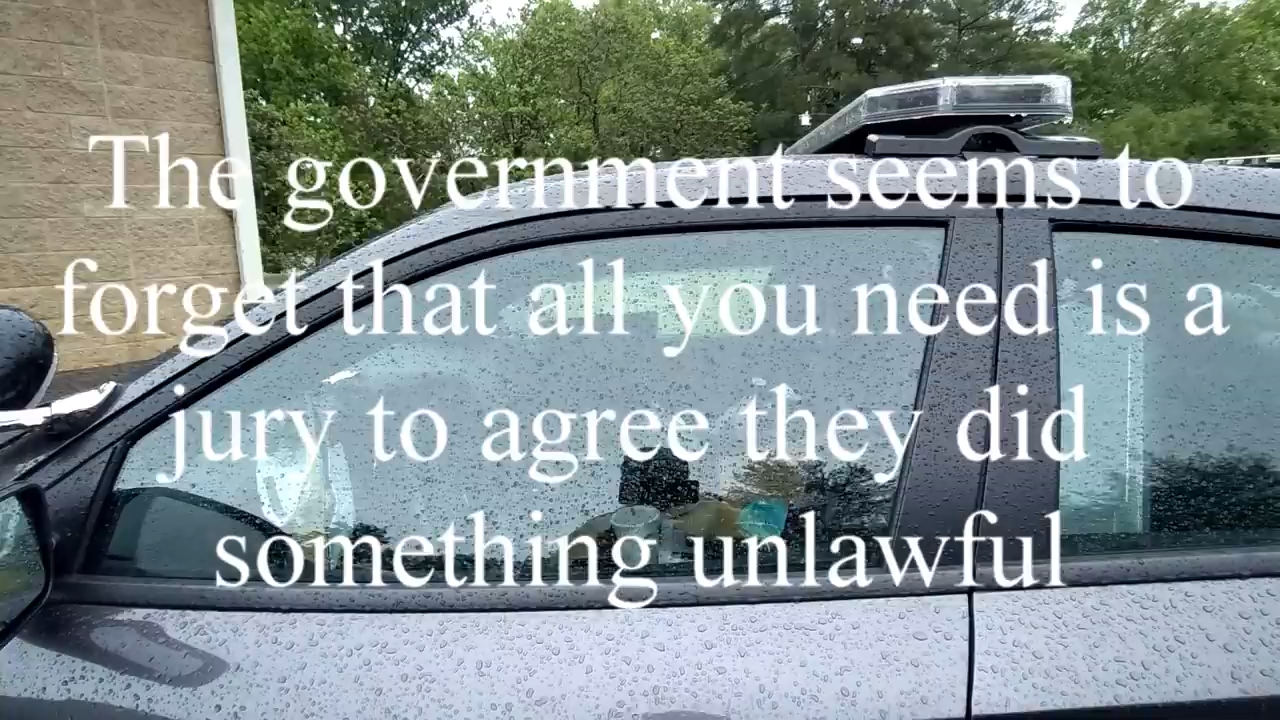 The government seems to
forget that all you need is a
jury to agree they did
something unlawful